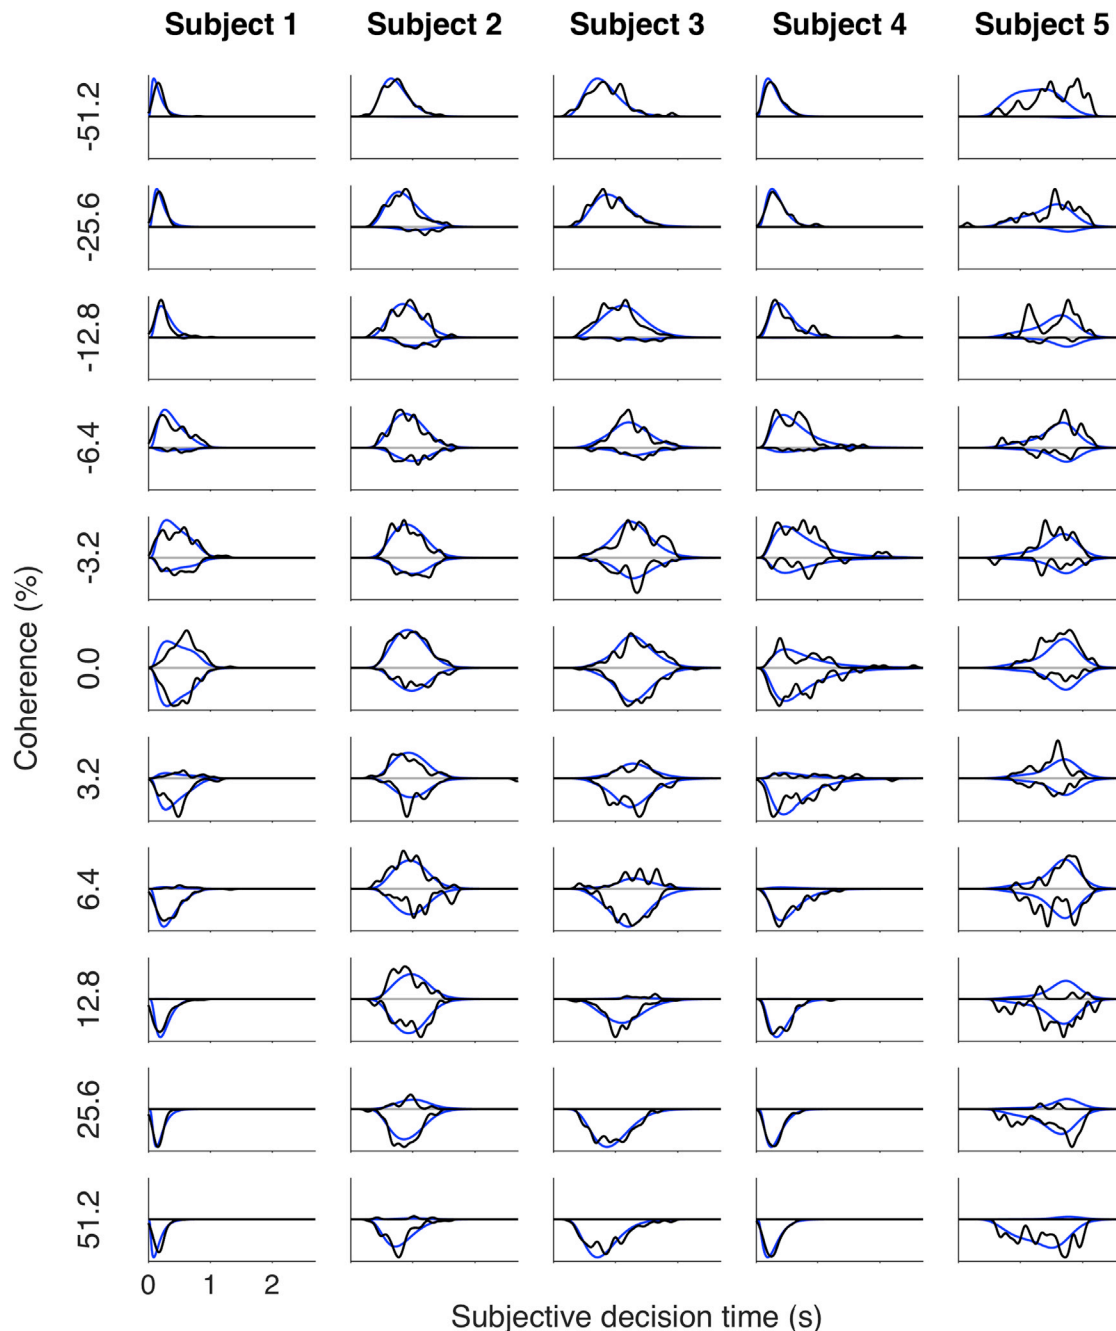 Subject 1 Subject 2 Subject 3 Subject 4 Subject 5
-51.2
-25.6
-12.8
-6.4
-3.2
0.0
3.2
6.4
12.8
25.6
51.2
Coherence (%)
0 1 2
Subjective decision time (s)